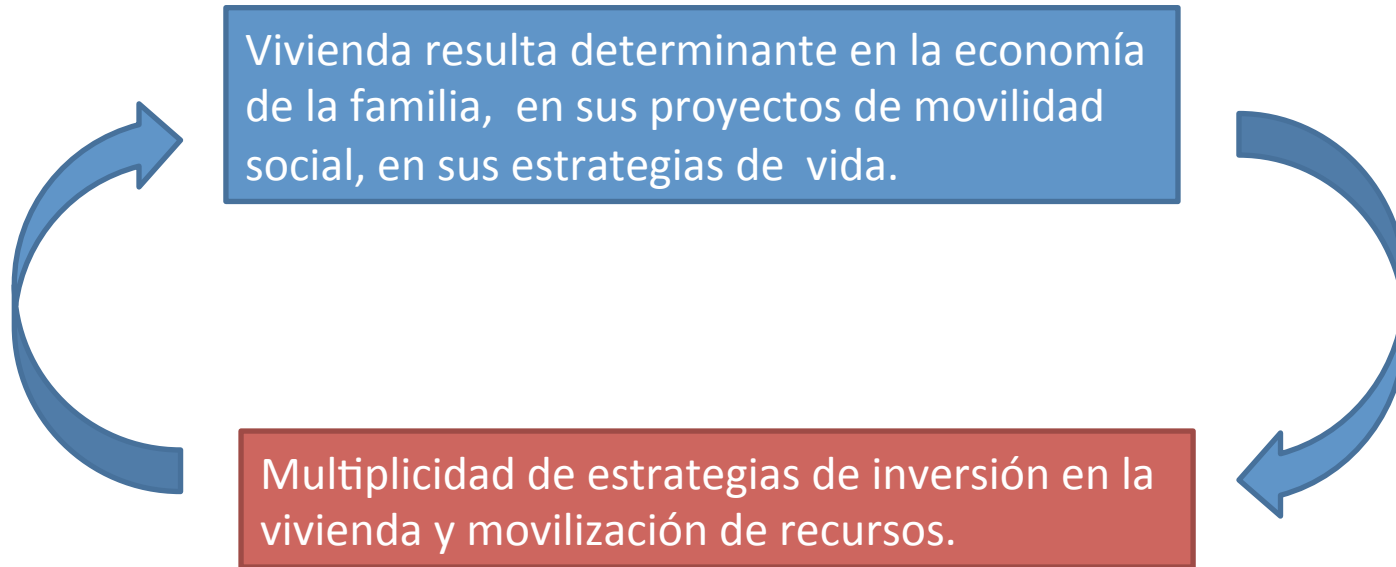 Vivienda resulta determinante en la economía
de la familia,  en sus proyectos de movilidad
social, en sus estrategias de  vida.
Multiplicidad de estrategias de inversión en la
vivienda y movilización de recursos.